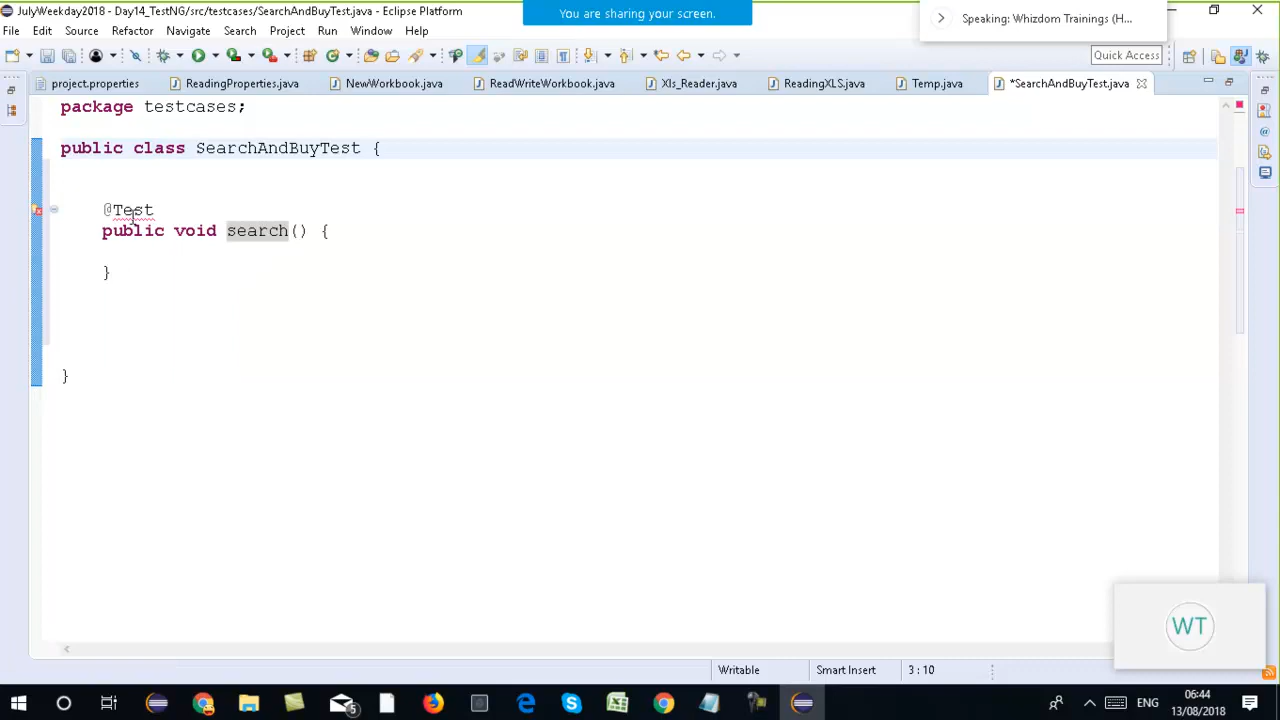 JulyWeekday2018 - Day14_TestNG/src/testcases/SearchAndBuyTest.java - Eclipse Platform
You are sharing your screen.
Speaking: Whizdom Trainings (H...
File Edit Source Refactor Navigate Search Project Run Window Help
Quick Access
project.properties ReadingProperties.java NewWorkbook.java ReadWriteWorkbook.java Xls_Reader.java ReadingXLS.java Temp.java *SearchAndBuyTest.java
package testcases;
public class SearchAndBuyTest {
@Test
public void search() {
}
}
WT
Writable Smart Insert 3 : 10
5 ENG 06:44
13/08/2018